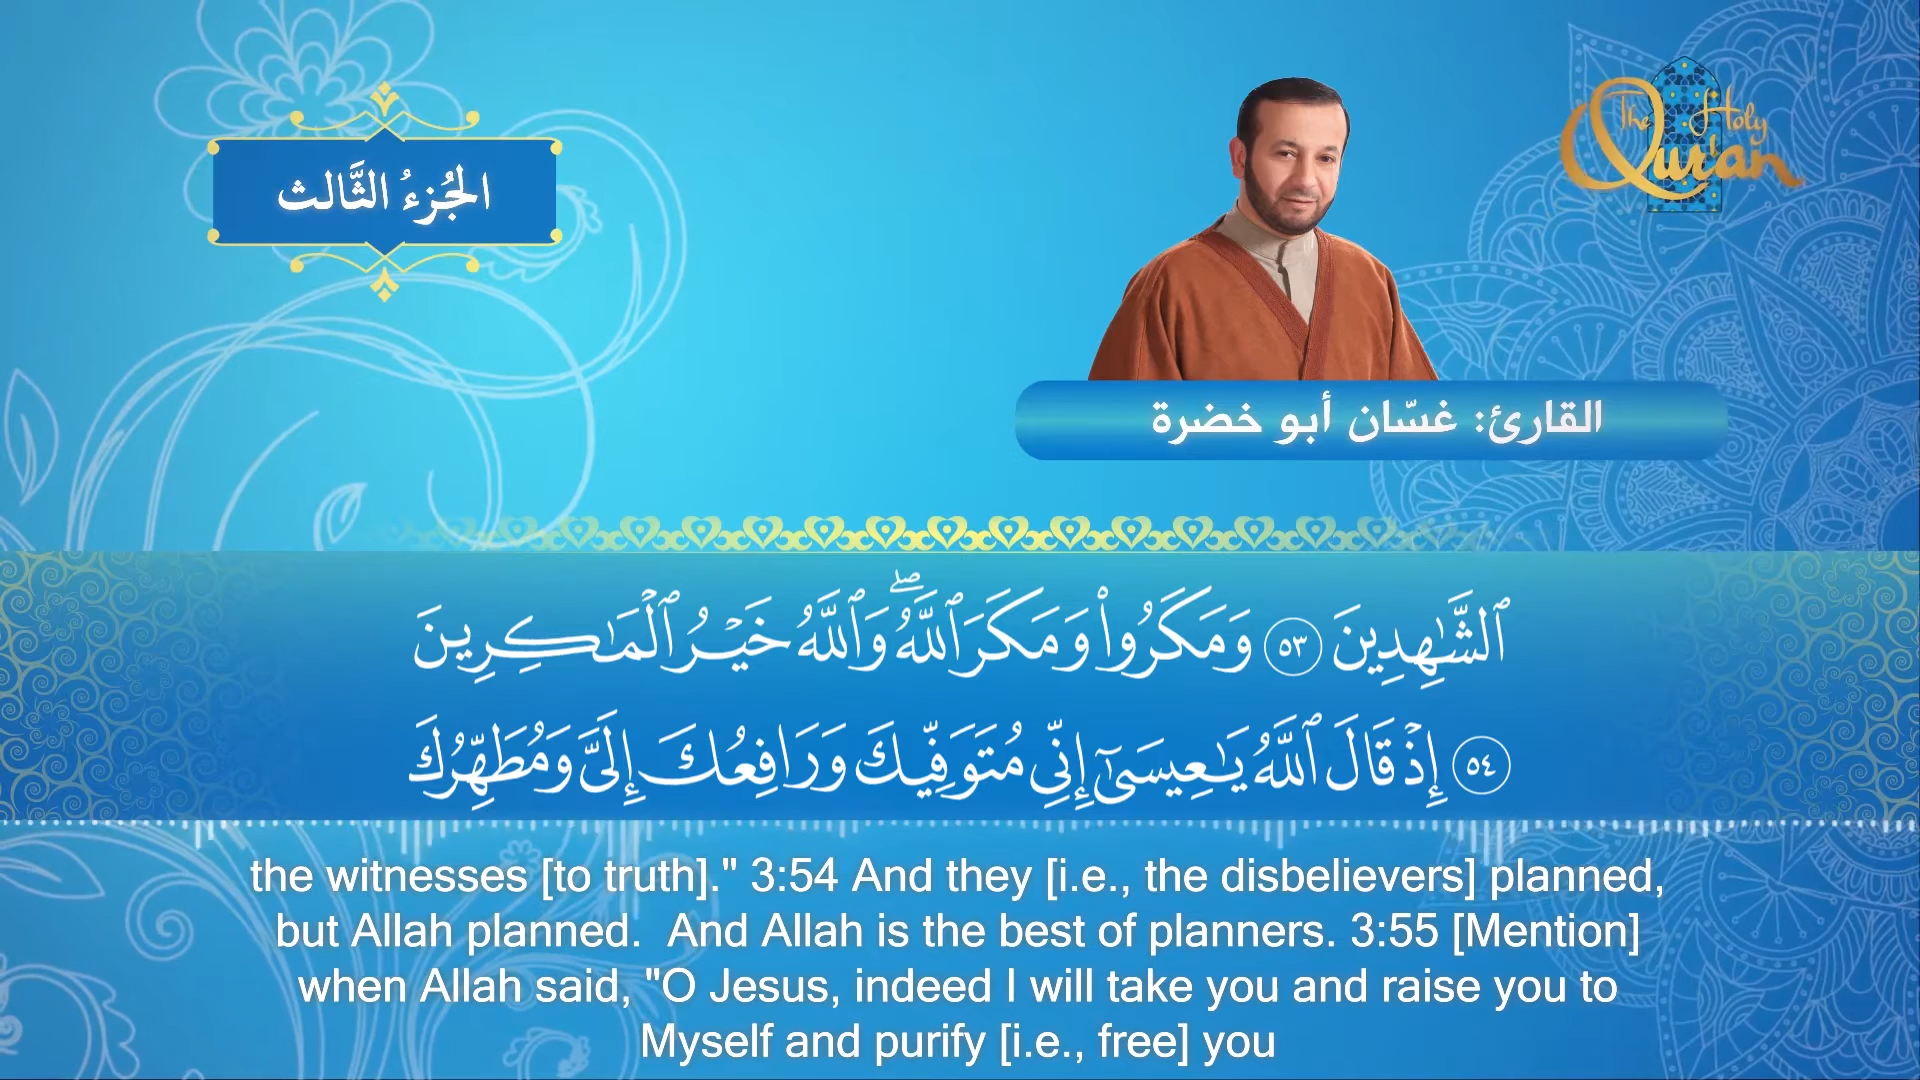 الجُزءُ الثَّالث
The Holy Qur'an
القارئ: غسّان أبو خضرة
ٱلشَّٰهِدِينَ ٥٣ وَمَكَرُوا۟ وَمَكَرَ ٱللَّهُ ۖ وَٱللَّهُ خَيْرُ ٱلْمَٰكِرِينَ
٥٤ إِذْ قَالَ ٱللَّهُ يَٰعِيسَىٰٓ إِنِّى مُتَوَفِّيكَ وَرَافِعُكَ إِلَىَّ وَمُطَهِّرُكَ
the witnesses [to truth]." 3:54 And they [i.e., the disbelievers] planned,
but Allah planned.  And Allah is the best of planners. 3:55 [Mention]
when Allah said, "O Jesus, indeed I will take you and raise you to
Myself and purify [i.e., free] you